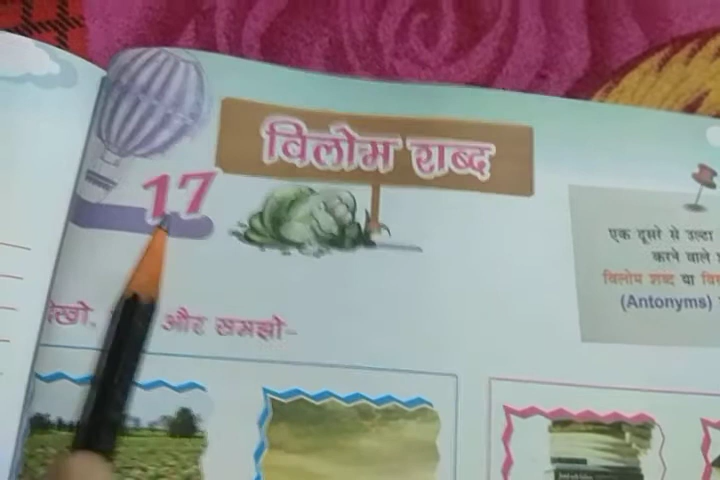 विलोम शब्द
17
एक दूसरे से उल्टा
करने वाले
विलोम शब्द या
(Antonyms)
और समझो-